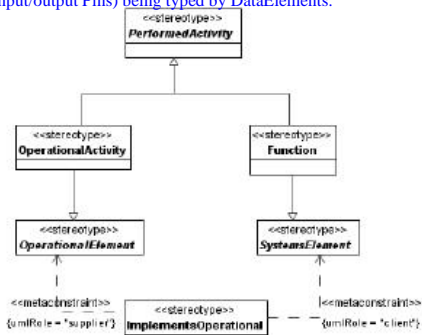 input/output Pins) being typed by DataElements.
<<stereotype>>
PerformedActivity
<<stereotype>>
OperationalActivity
<<stereotype>>
Function
<<stereotype>>
OperationalElement
<<stereotype>>
SystemsElement
<<metaconstraint>>
{umlRole = "supplier"}
<<stereotype>>
ImplementsOperational
<<metaconstraint>>
{umlRole = "client"}